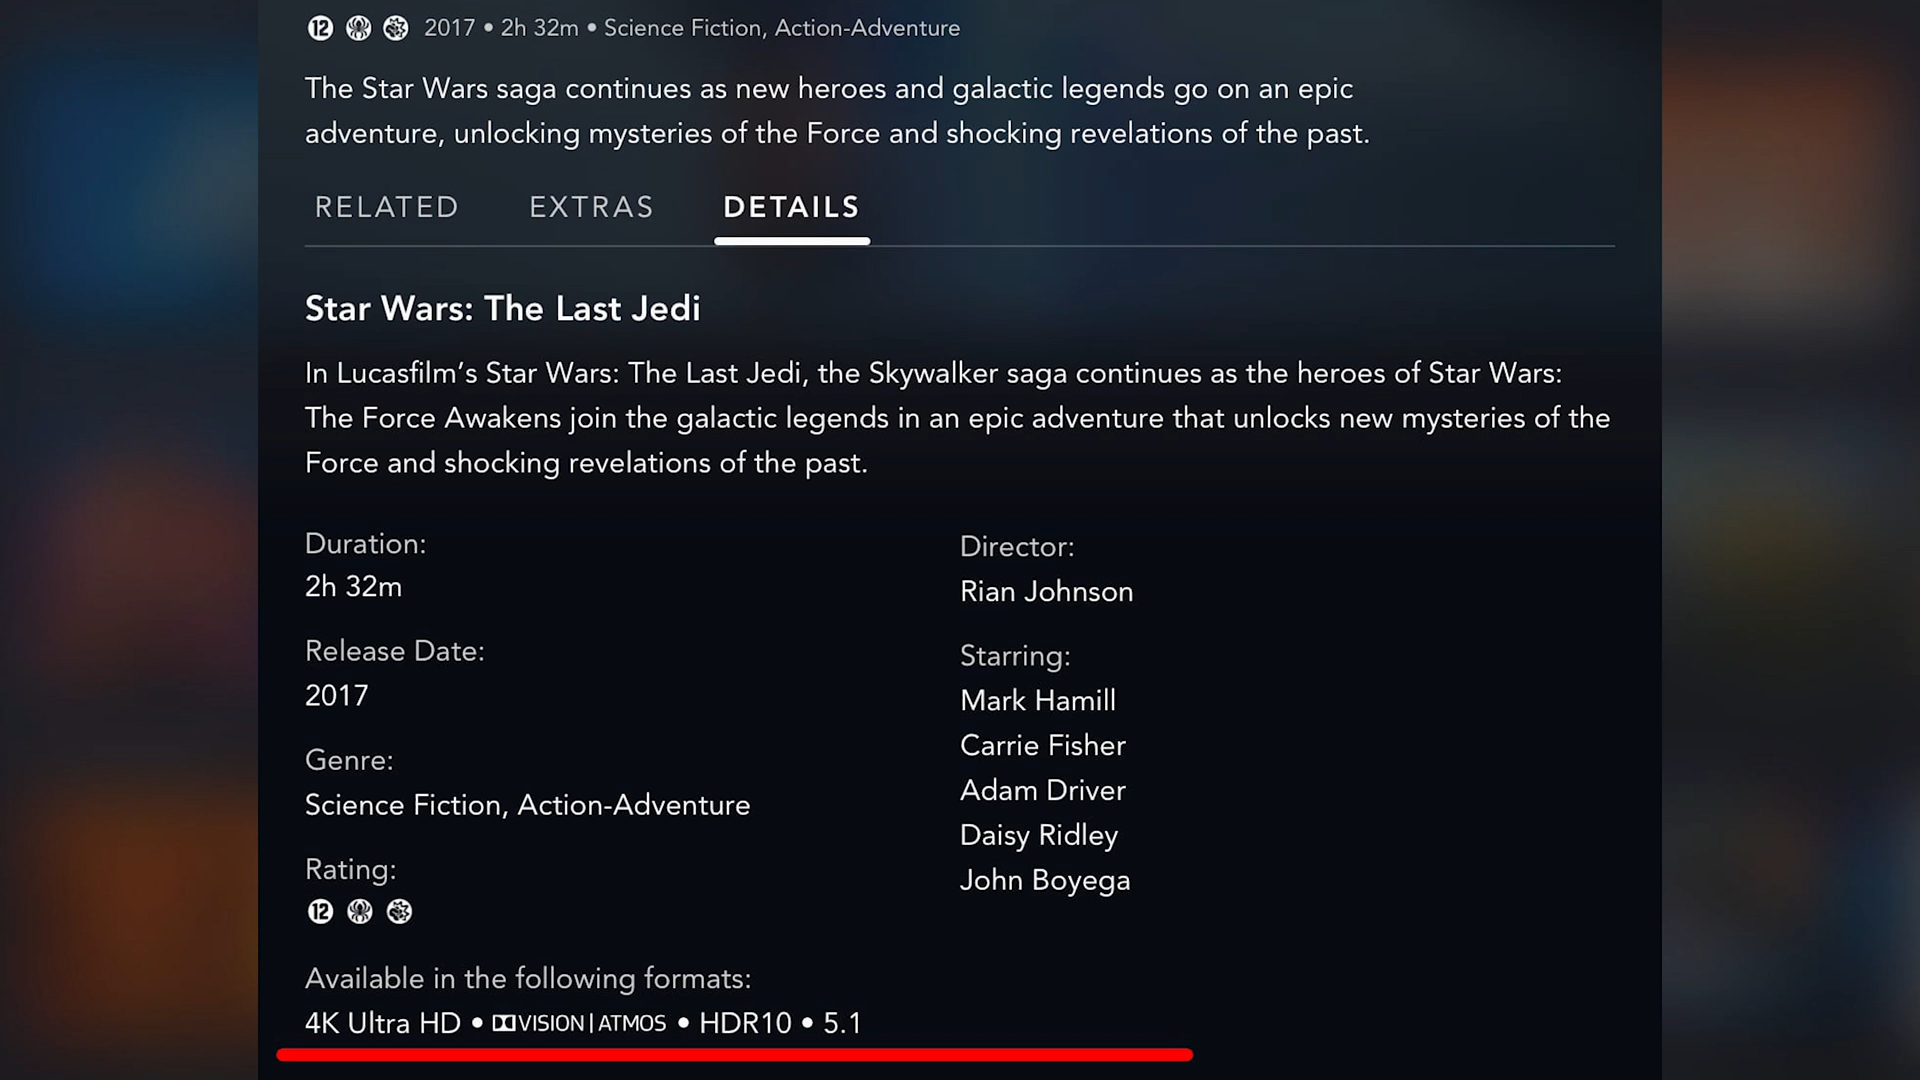 12 2017 • 2h 32m • Science Fiction, Action-Adventure
The Star Wars saga continues as new heroes and galactic legends go on an epic
adventure, unlocking mysteries of the Force and shocking revelations of the past.
RELATED EXTRAS DETAILS
Star Wars: The Last Jedi
In Lucasfilm’s Star Wars: The Last Jedi, the Skywalker saga continues as the heroes of Star Wars:
The Force Awakens join the galactic legends in an epic adventure that unlocks new mysteries of the
Force and shocking revelations of the past.
Duration:
2h 32m
Release Date:
2017
Genre:
Science Fiction, Action-Adventure
Rating:
12
Available in the following formats:
4K Ultra HD • VISION | ATMOS • HDR10 • 5.1
Director:
Rian Johnson
Starring:
Mark Hamill
Carrie Fisher
Adam Driver
Daisy Ridley
John Boyega